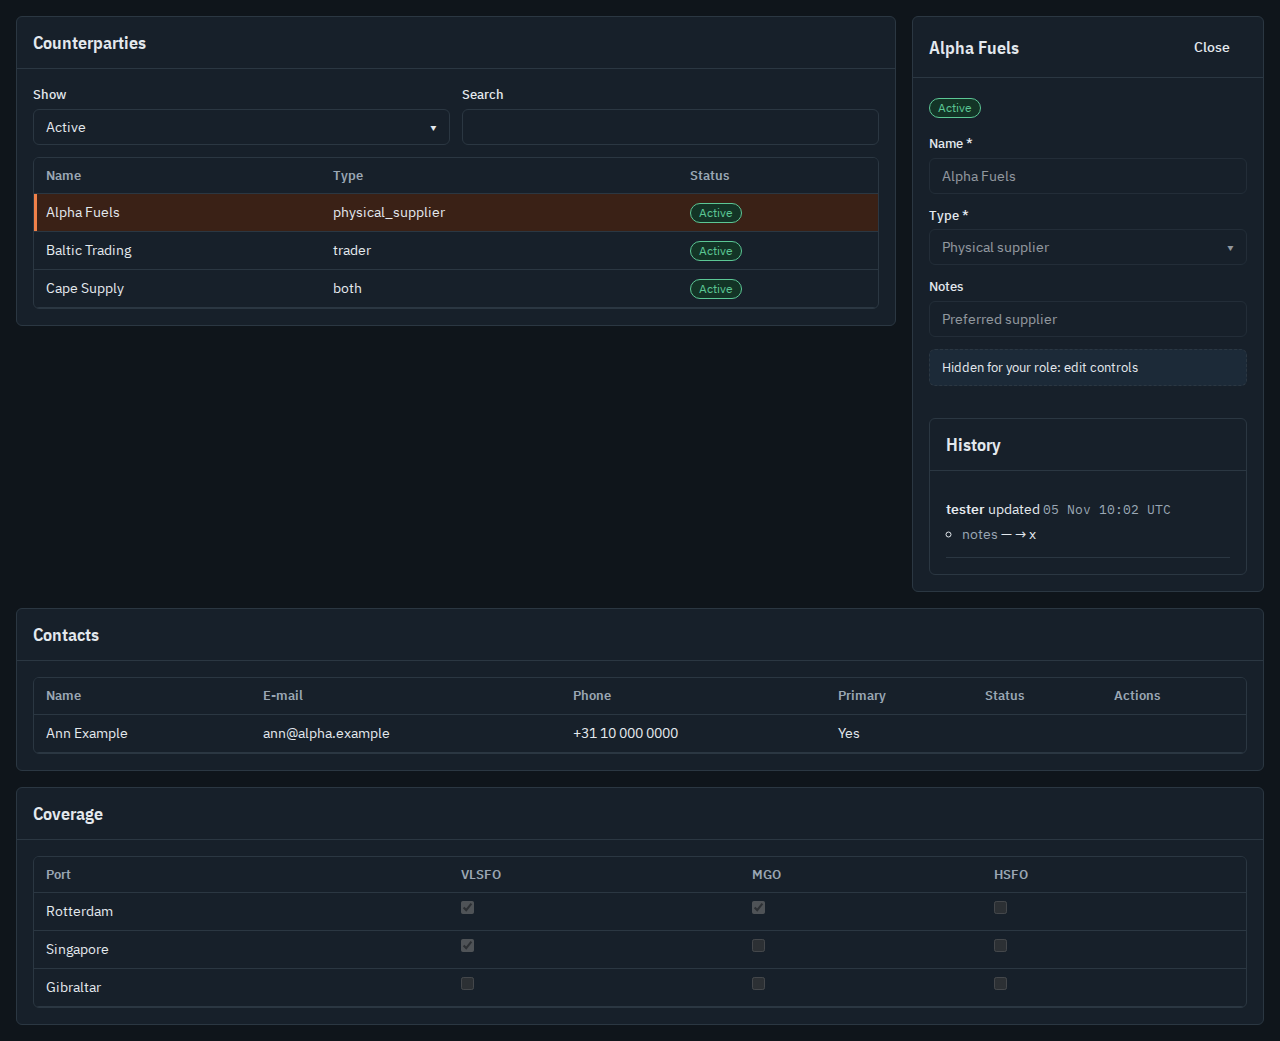 Counterparties
Show
Search
Active
Name Type Status
Alpha Fuels physical_supplier Active
Baltic Trading trader Active
Cape Supply both Active
Alpha Fuels Close
Active
Name *
Alpha Fuels
Type *
Physical supplier
Notes
Preferred supplier
Hidden for your role: edit controls
History
tester updated 05 Nov 10:02 UTC
notes — → x
Contacts
Name E-mail Phone Primary Status Actions
Ann Example ann@alpha.example +31 10 000 0000 Yes
Coverage
Port VLSFO MGO HSFO
Rotterdam
Singapore
Gibraltar